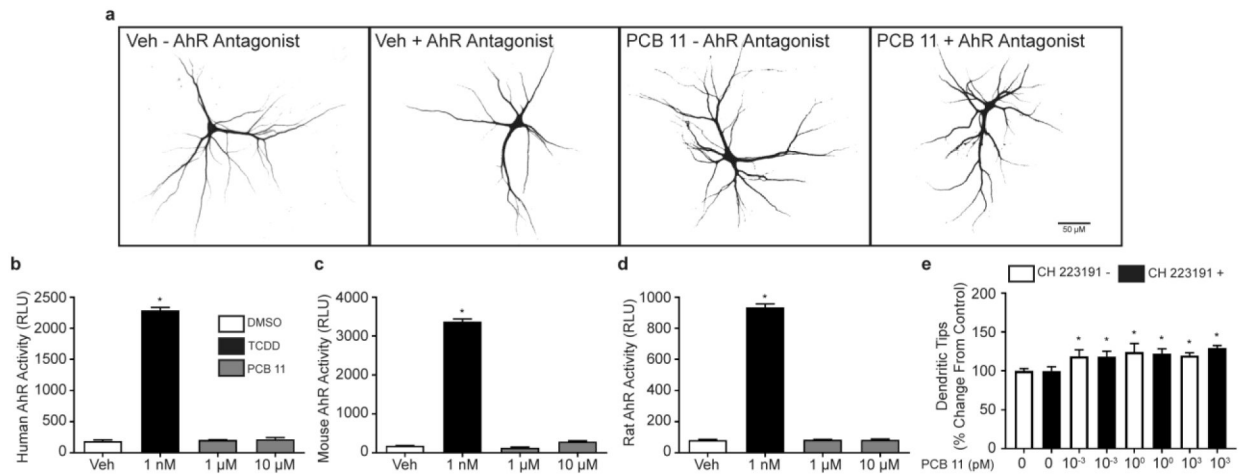 a
Veh - AhR Antagonist
Veh + AhR Antagonist
PCB 11 - AhR Antagonist
PCB 11 + AhR Antagonist
50 µM
b
Human AhR Activity (RLU)
2500
2000
1500
1000
500
0
*
DMSO
TCDD
PCB 11
Veh
1 nM
1 µM
10 µM
c
Mouse AhR Activity (RLU)
4000
3000
2000
1000
0
*
Veh
1 nM
1 µM
10 µM
d
Rat AhR Activity (RLU)
1000
800
600
400
200
0
*
Veh
1 nM
1 µM
10 µM
e
CH 223191 -
CH 223191 +
Dendritic Tips
(% Change From Control)
200
150
100
50
0
* * * * * *
PCB 11 (pM) 0 0 10⁻³ 10⁻³ 10⁰ 10⁰ 10³ 10³